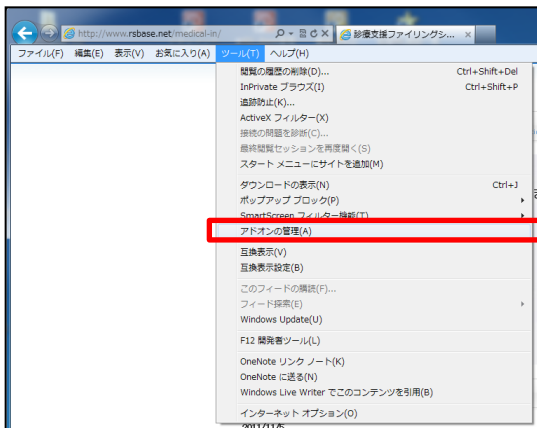 http://www.rsbase.net/medical-in/
診療支援ファイリングシ...
ファイル(F) 編集(E) 表示(V) お気に入り(A) ツール(T) ヘルプ(H)
閲覧の履歴の削除(D)... Ctrl+Shift+Del
InPrivate ブラウズ(I) Ctrl+Shift+P
追跡防止(K)...
ActiveX フィルター(X)
接続の問題を診断(C)...
最終閲覧セッションを再度開く(S)
スタート メニューにサイトを追加(M)
ダウンロードの表示(N) Ctrl+J
ポップアップ ブロック(P)
SmartScreen フィルター機能(T)
アドオンの管理(A)
互換表示(V)
互換表示設定(B)
このフィードの購読(F)...
フィード探索(E)
Windows Update(U)
F12 開発者ツール(L)
OneNote リンク ノート(K)
OneNote に送る(N)
Windows Live Writer でこのコンテンツを引用(B)
インターネット オプション(O)
2011/11/5